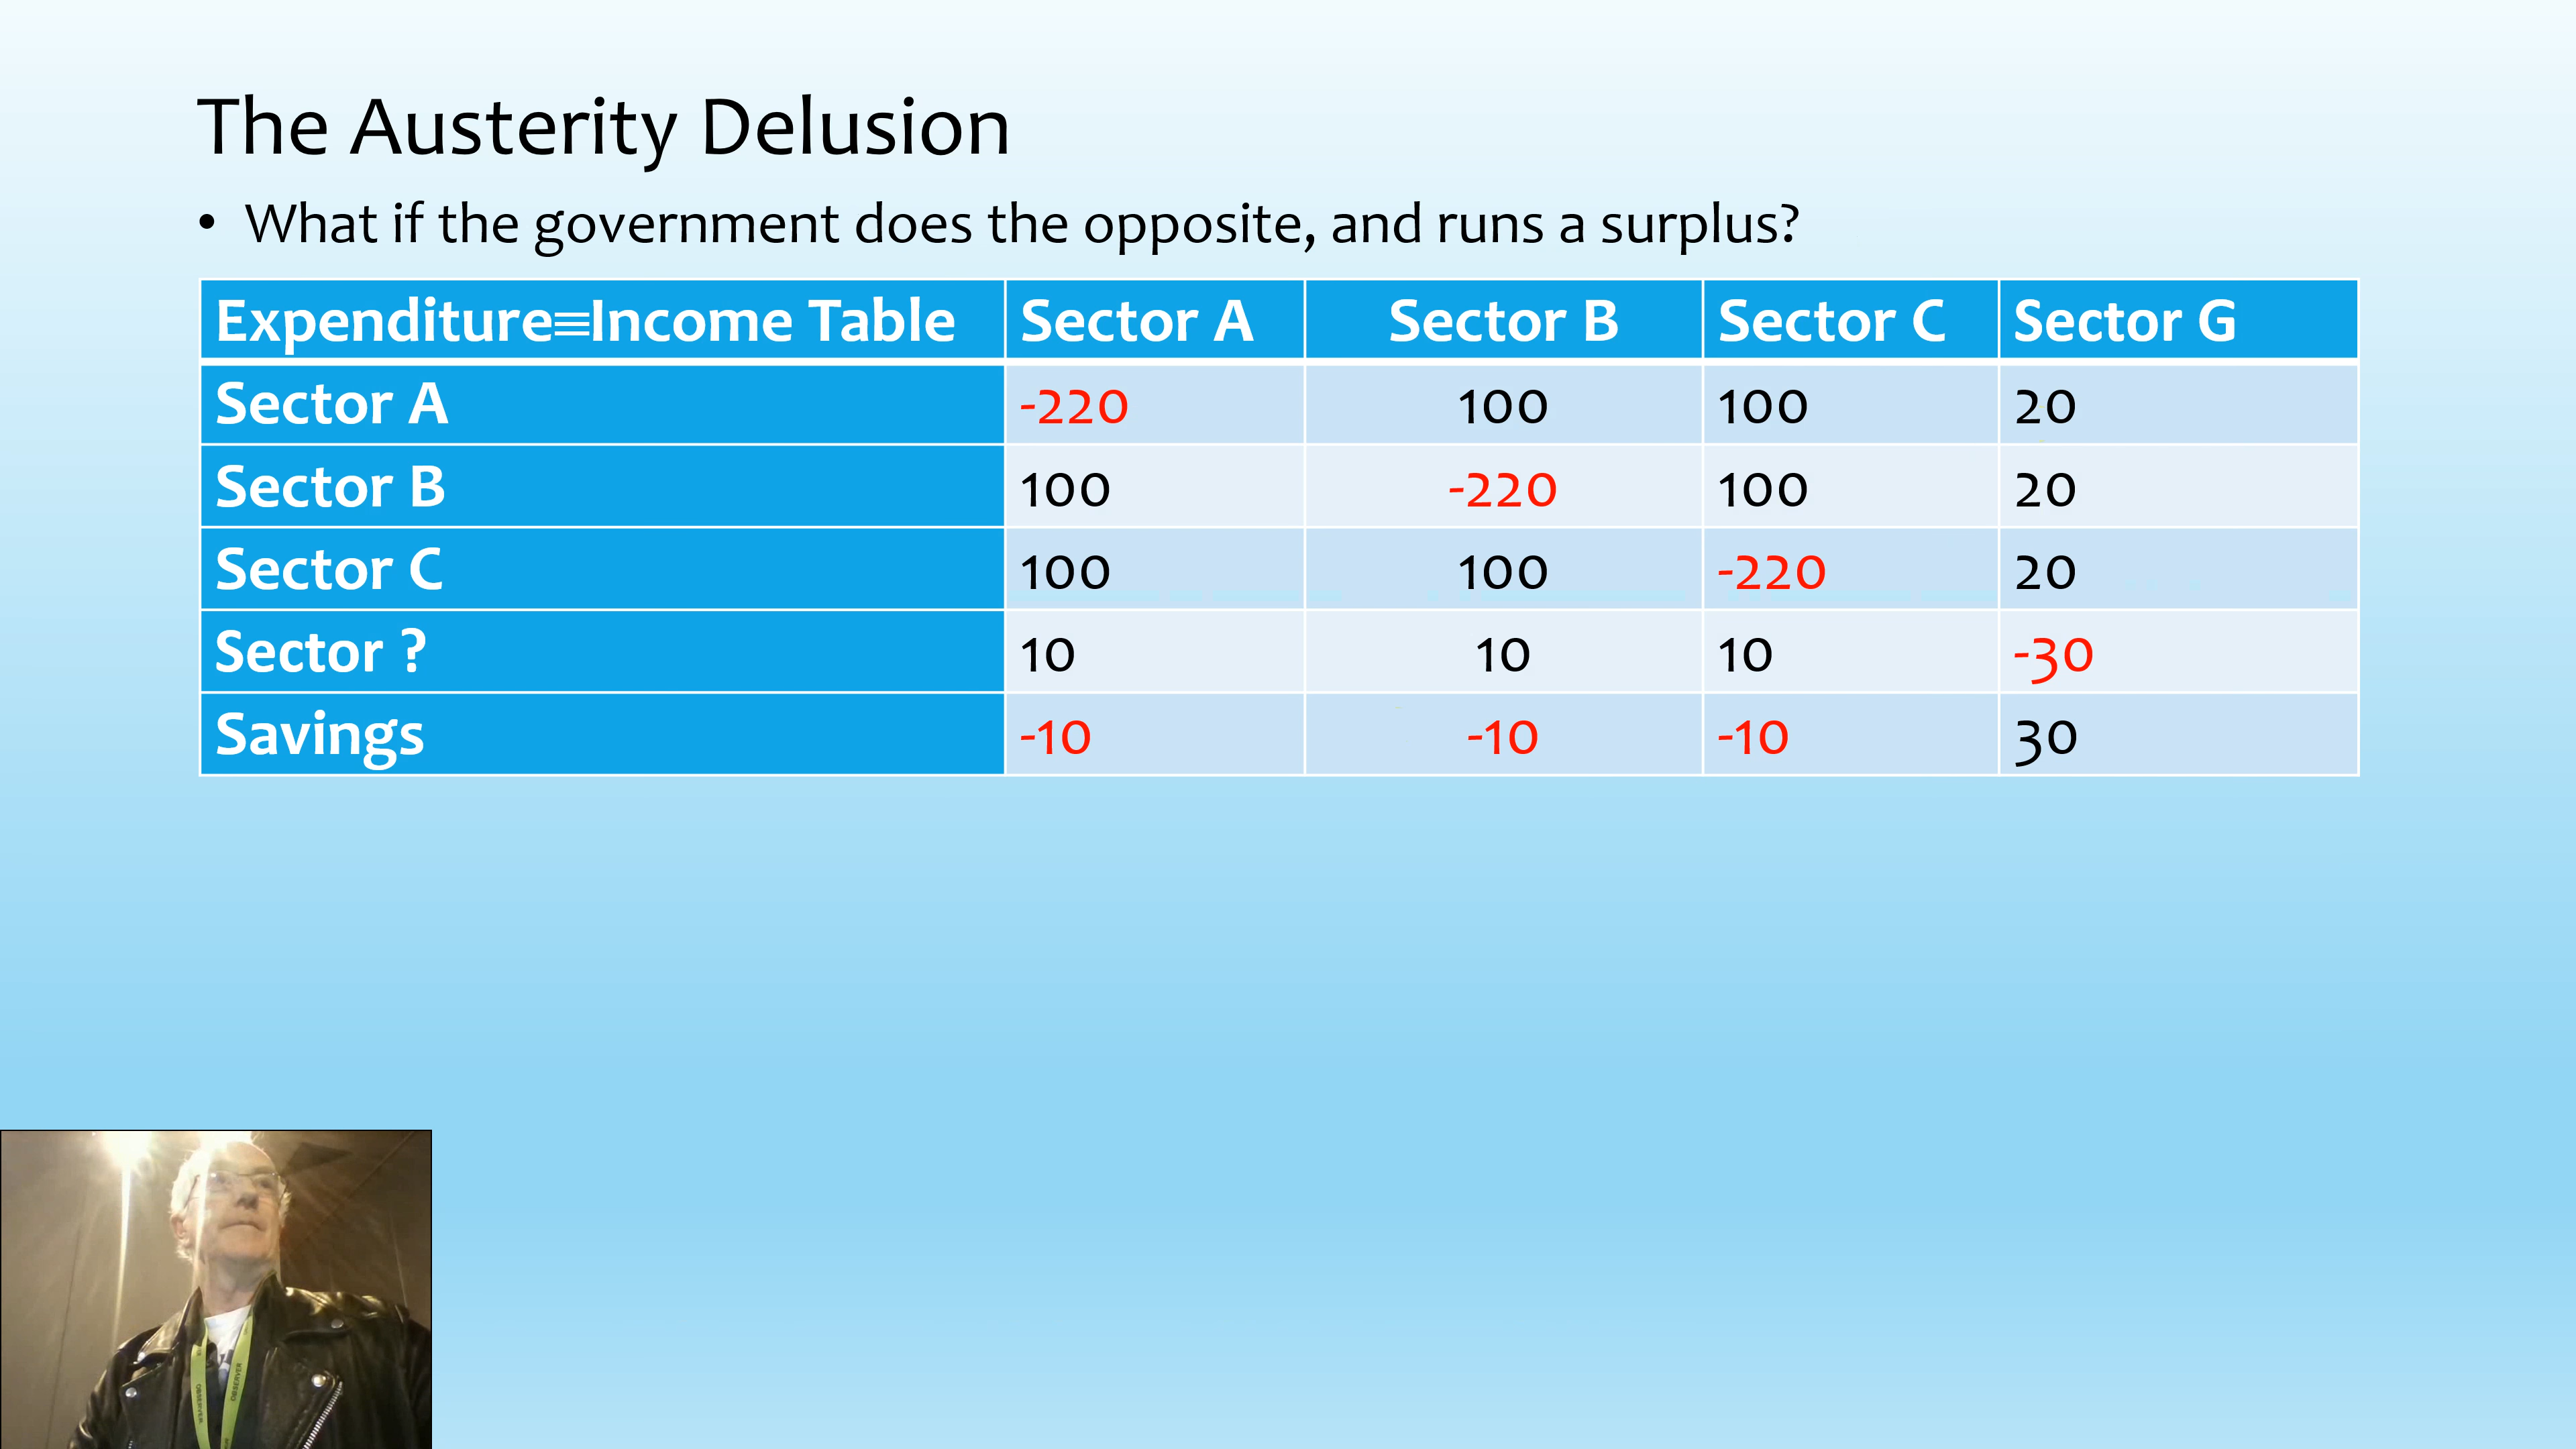 The Austerity Delusion
• What if the government does the opposite, and runs a surplus?
Expenditure≡Income Table Sector A Sector B Sector C Sector G
Sector A -220 100 100 20
Sector B 100 -220 100 20
Sector C 100 100 -220 20
Sector ? 10 10 10 -30
Savings -10 -10 -10 30
OBSERVER
OBSERVER